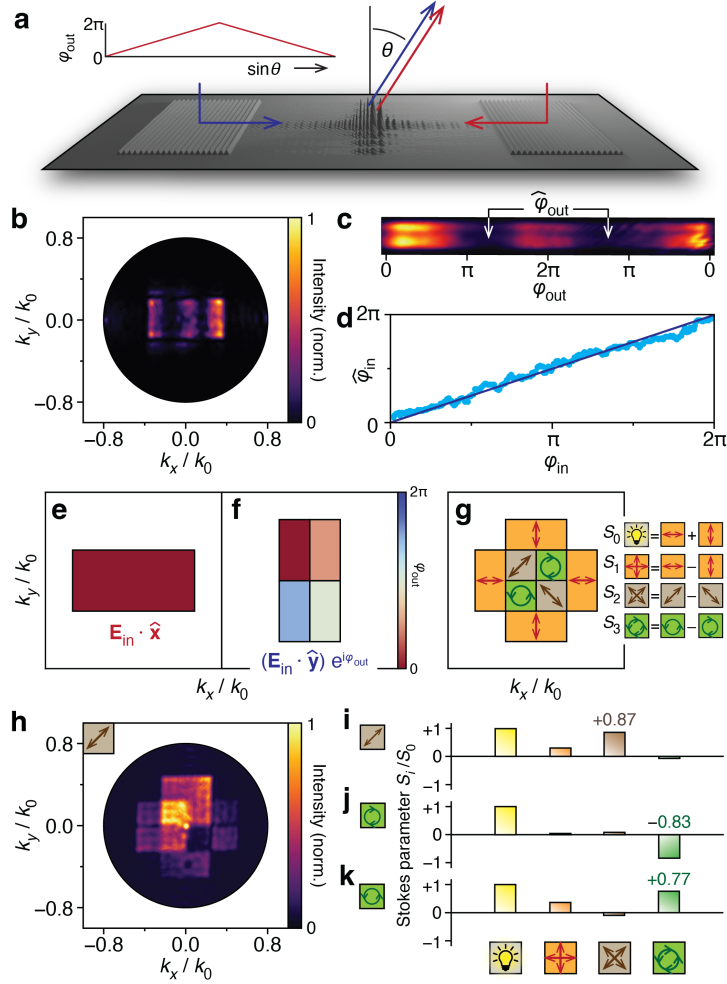 a
2π
φout
0
sinθ
θ
b
0.8
0.0
−0.8
ky / k0
−0.8
0.0
0.8
kx / k0
1
Intensity (norm.)
0
c
φ̂out
0
π
2π
π
0
φout
d
2π
φ̂in
0
0
π
2π
φin
e
ky / k0
Ein · x̂
f
2π
φout
0
(Ein · ŷ) eiφout
kx / k0
g
kx / k0
S0 = +
S1 = −
S2 = −
S3 = −
h
0.8
0.0
−0.8
ky / k0
−0.8
0.0
0.8
kx / k0
1
Intensity (norm.)
0
Stokes parameter Si/S0
i
+1
0
−1
+0.87
j
+1
0
−1
−0.83
k
+1
0
−1
+0.77